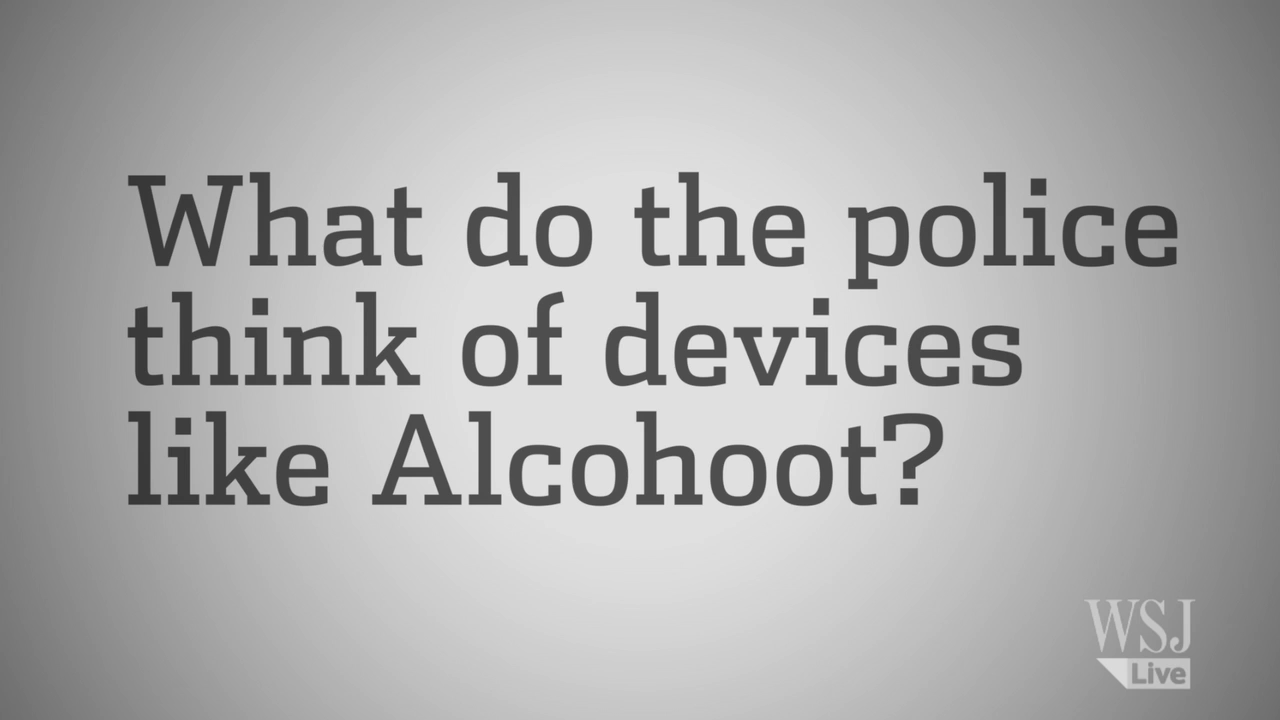 What do the police
think of devices
like Alcohoot?
WSJ
Live